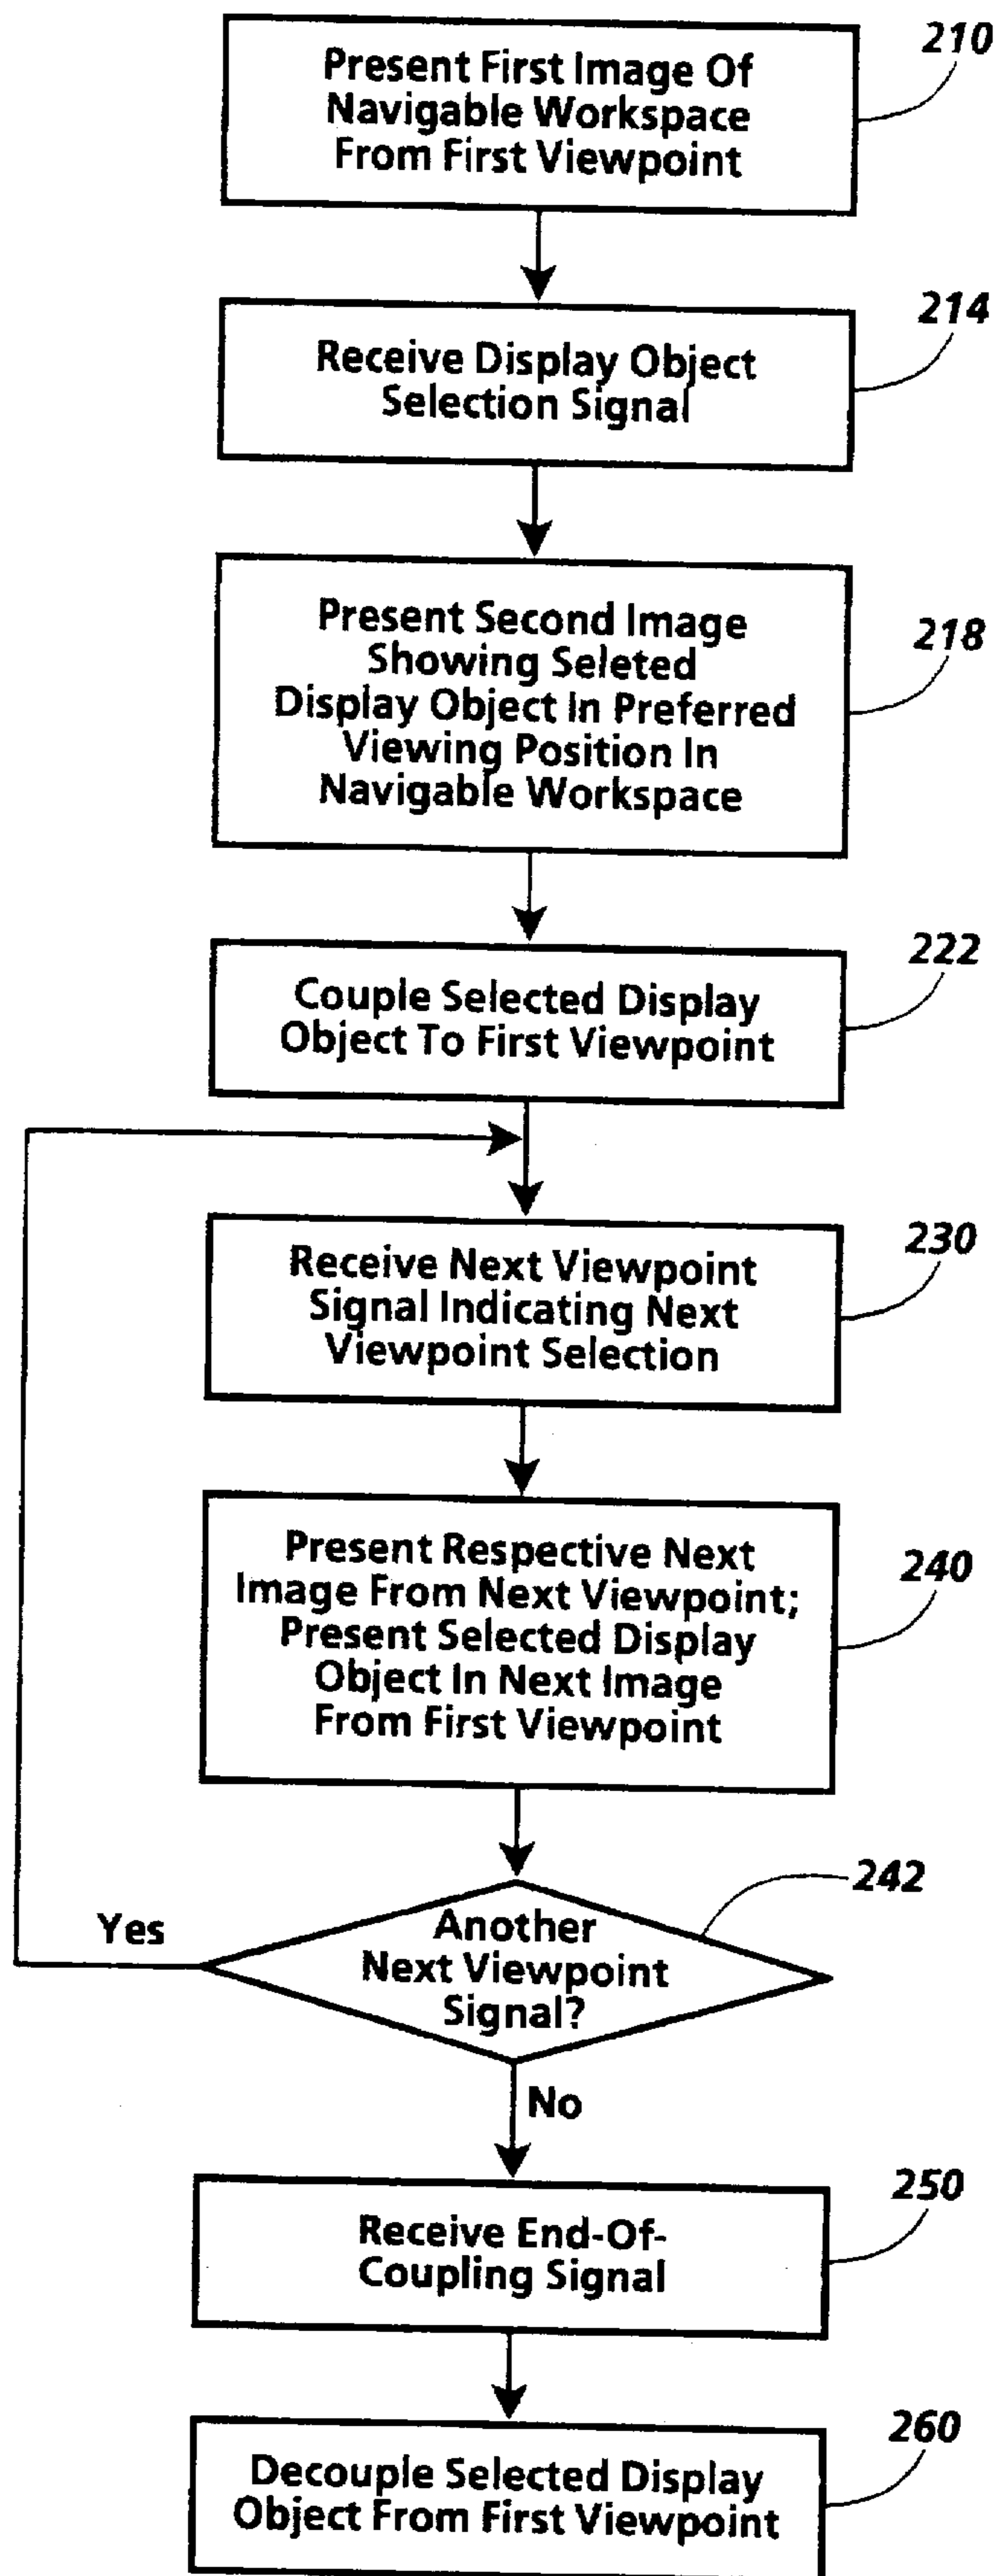 210
Present First Image Of
Navigable Workspace
From First Viewpoint
214
Receive Display Object
Selection Signal
218
Present Second Image
Showing Seleted
Display Object In Preferred
Viewing Position In
Navigable Workspace
222
Couple Selected Display
Object To First Viewpoint
230
Receive Next Viewpoint
Signal Indicating Next
Viewpoint Selection
240
Present Respective Next
Image From Next Viewpoint;
Present Selected Display
Object In Next Image
From First Viewpoint
242
Yes
Another
Next Viewpoint
Signal?
No
250
Receive End-Of-
Coupling Signal
260
Decouple Selected Display
Object From First Viewpoint